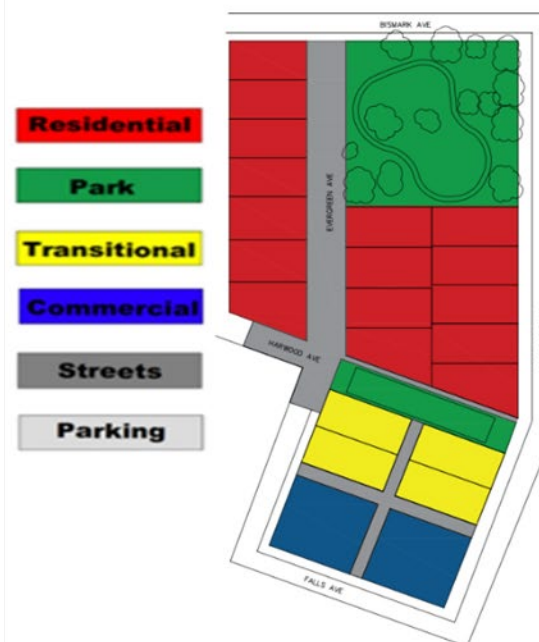 BISMARK AVE
Residential
Park
Transitional
Commercial
Streets
Parking
EVERGREEN AVE
HARWOOD AVE
FALLS AVE